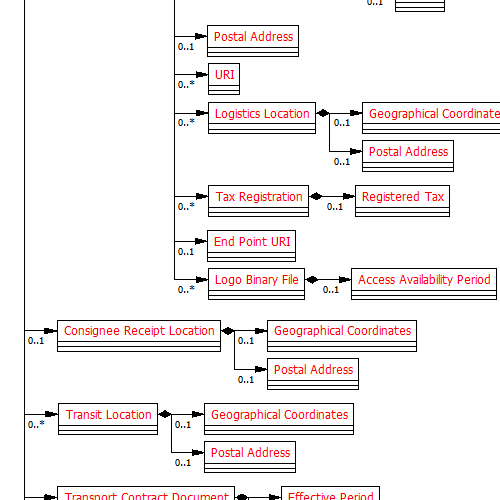 0..1
Postal Address
0..1
URI
0..*
Logistics Location
0..*
Geographical Coordinate
0..1
Postal Address
0..1
Tax Registration
0..*
Registered Tax
0..1
End Point URI
0..1
Logo Binary File
0..*
Access Availability Period
0..1
Consignee Receipt Location
0..1
Geographical Coordinates
0..1
Postal Address
0..1
Transit Location
0..*
Geographical Coordinates
0..1
Postal Address
0..1
Transport Contract Document
Effective Period